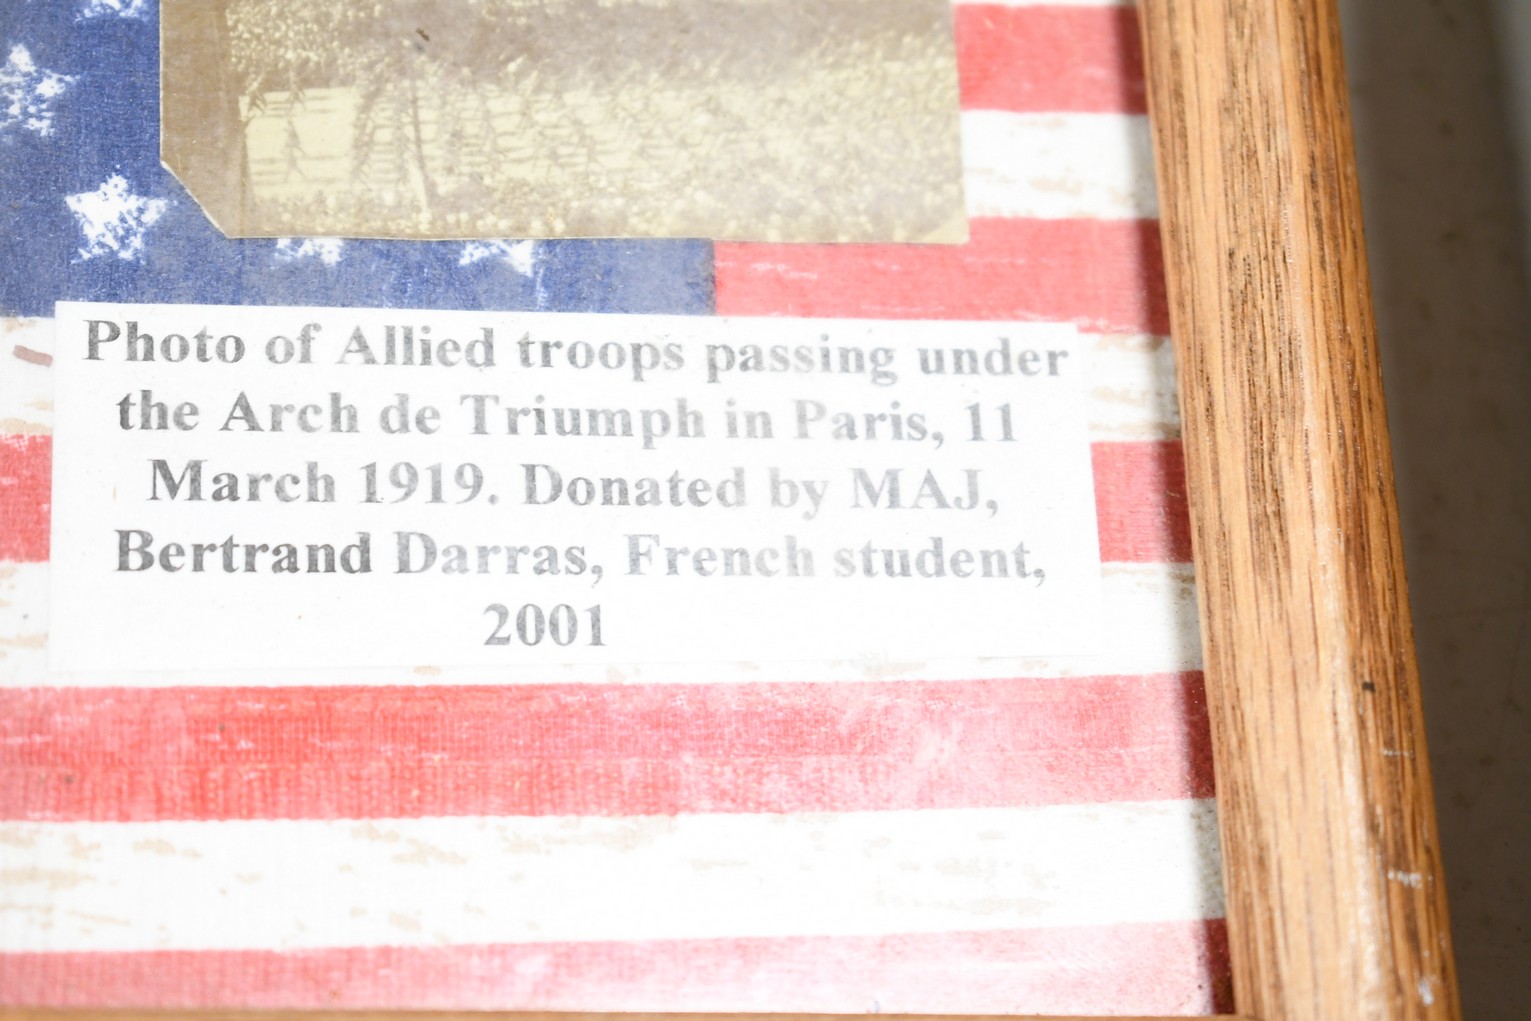 Photo of Allied troops passing under
the Arch de Triumph in Paris, 11
March 1919. Donated by MAJ,
Bertrand Darras, French student,
2001